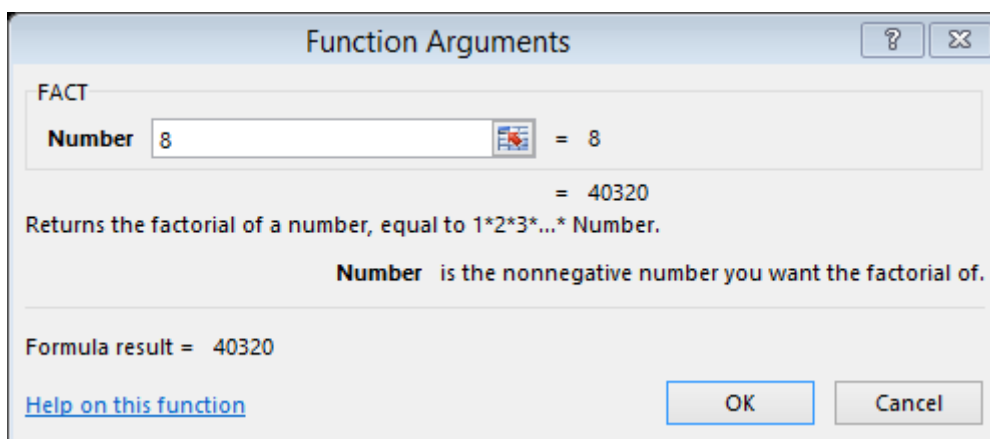 Function Arguments
FACT
Number 8 = 8
= 40320
Returns the factorial of a number, equal to 1*2*3*...* Number.
Number is the nonnegative number you want the factorial of.
Formula result = 40320
Help on this function OK Cancel